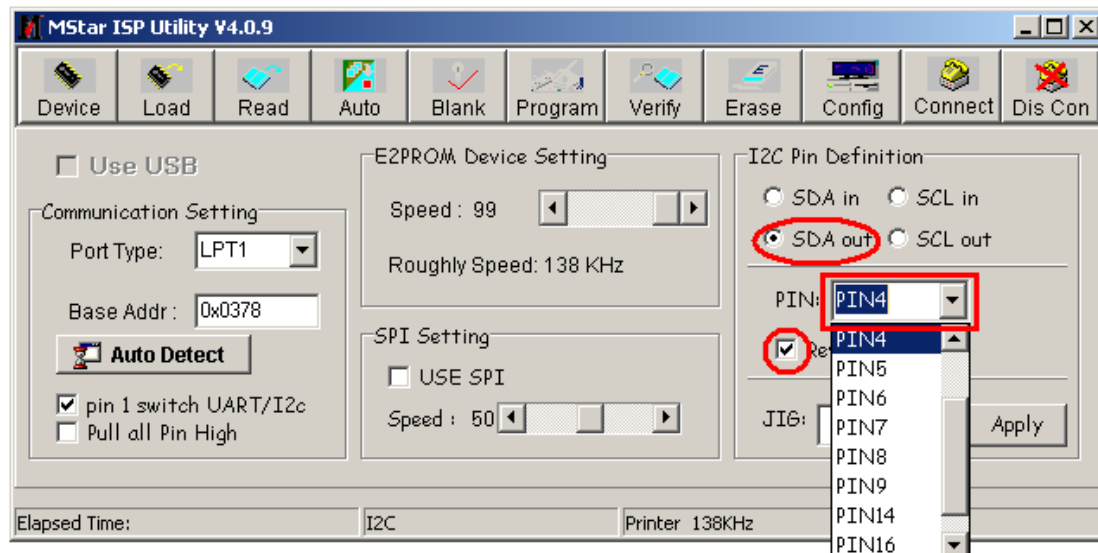 MStar ISP Utility V4.0.9
Device Load Read Auto Blank Program Verify Erase Config Connect Dis Con
Use USB
Communication Setting
Port Type: LPT1
Base Addr : 0x0378
Auto Detect
pin 1 switch UART/I2c
Pull all Pin High
E2PROM Device Setting
Speed : 99
Roughly Speed: 138 KHz
SPI Setting
USE SPI
Speed : 50
I2C Pin Definition
SDA in SCL in
SDA out SCL out
PIN: PIN4
PIN4
PIN5
PIN6
PIN7
PIN8
PIN9
PIN14
PIN16
JIG:
Apply
Elapsed Time: I2C Printer 138KHz